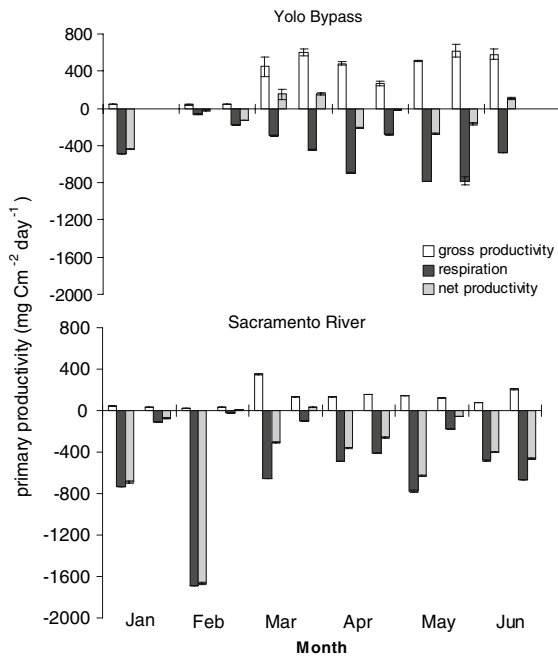 Yolo Bypass
800
400
0
-400
-800
-1200
-1600
-2000
gross productivity
respiration
net productivity
primary productivity (mg Cm⁻² day⁻¹)
Sacramento River
800
400
0
-400
-800
-1200
-1600
-2000
Jan Feb Mar Apr May Jun
Month